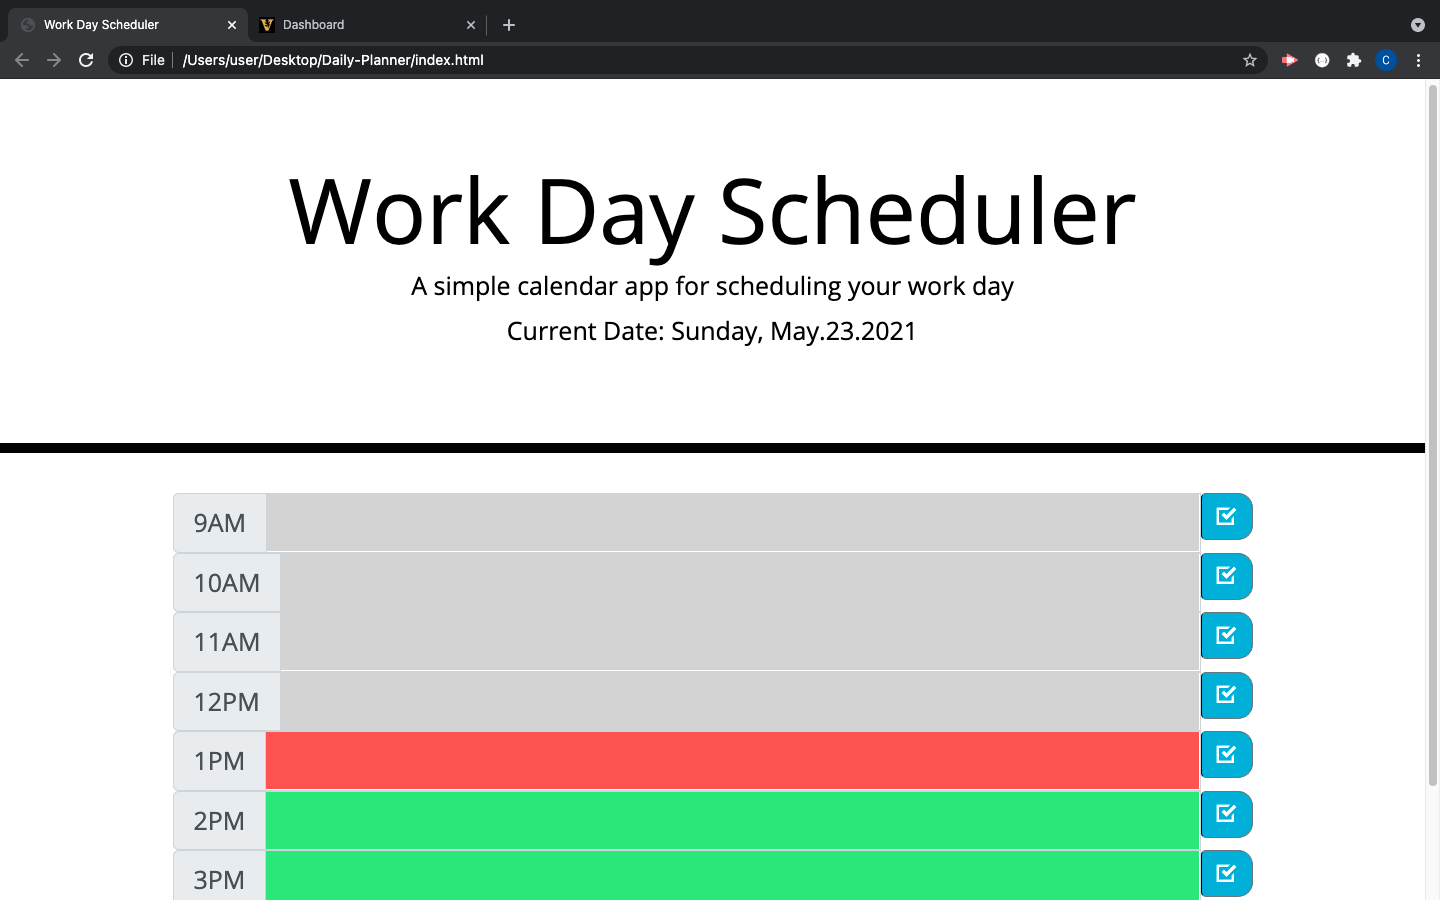 Work Day Scheduler
Dashboard
File
/Users/user/Desktop/Daily-Planner/index.html
C
Work Day Scheduler
A simple calendar app for scheduling your work day
Current Date: Sunday, May.23.2021
9AM
10AM
11AM
12PM
1PM
2PM
3PM